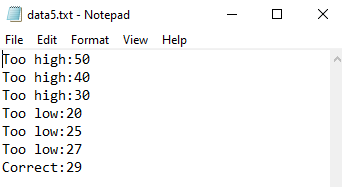 data5.txt - Notepad
File Edit Format View Help
Too high:50
Too high:40
Too high:30
Too low:20
Too low:25
Too low:27
Correct:29